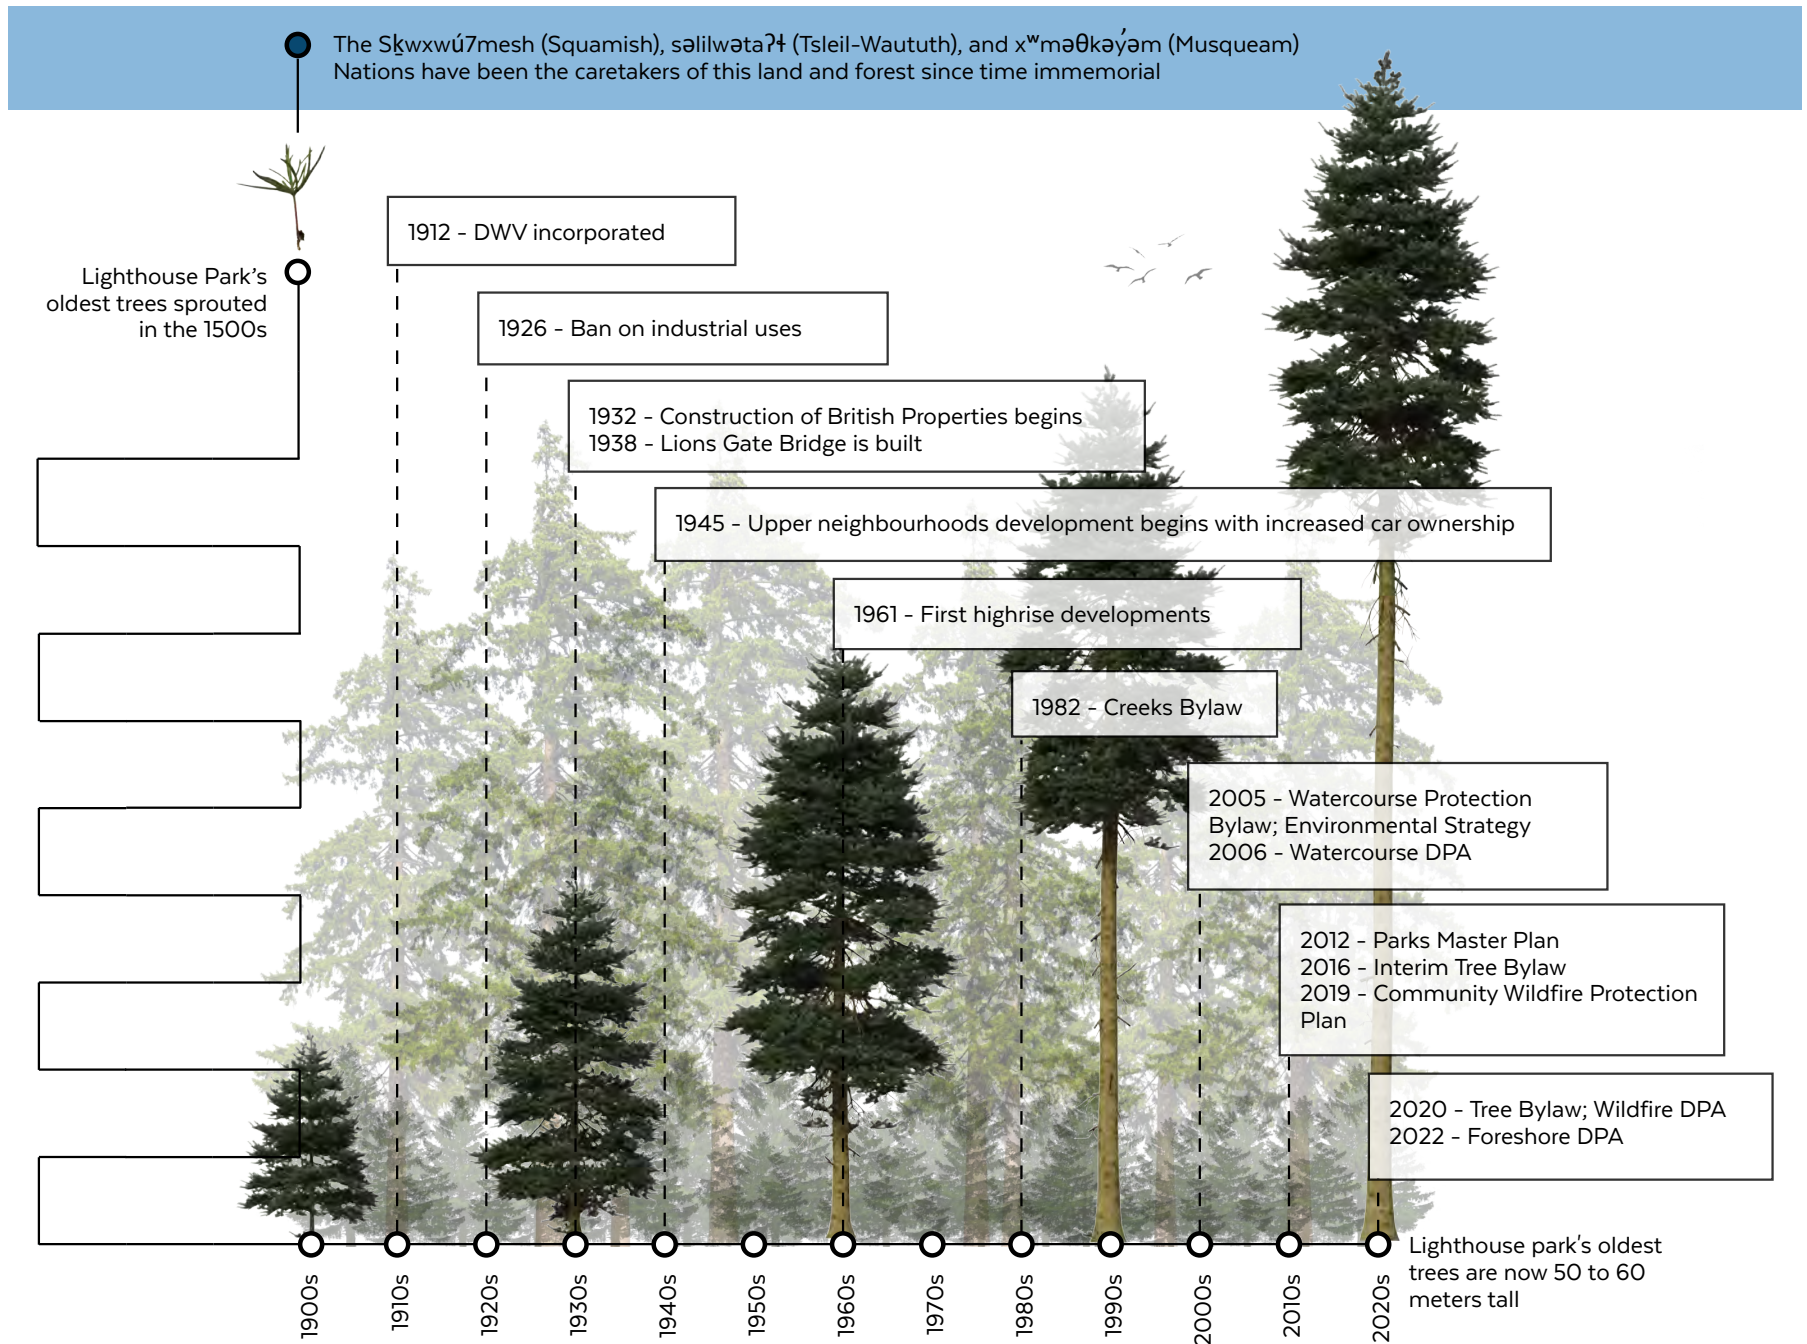 The Sḵwxwú7mesh (Squamish), səlilwətaʔɬ (Tsleil-Waututh), and xʷməθkəy̓əm (Musqueam)
Nations have been the caretakers of this land and forest since time immemorial
Lighthouse Park’s
oldest trees sprouted
in the 1500s
1912 - DWV incorporated
1926 - Ban on industrial uses
1932 - Construction of British Properties begins
1938 - Lions Gate Bridge is built
1945 - Upper neighbourhoods development begins with increased car ownership
1961 - First highrise developments
1982 - Creeks Bylaw
2005 - Watercourse Protection
Bylaw; Environmental Strategy
2006 - Watercourse DPA
2012 - Parks Master Plan
2016 - Interim Tree Bylaw
2019 - Community Wildfire Protection
Plan
2020 - Tree Bylaw; Wildfire DPA
2022 - Foreshore DPA
Lighthouse park's oldest
trees are now 50 to 60
meters tall
1900s
1910s
1920s
1930s
1940s
1950s
1960s
1970s
1980s
1990s
2000s
2010s
2020s